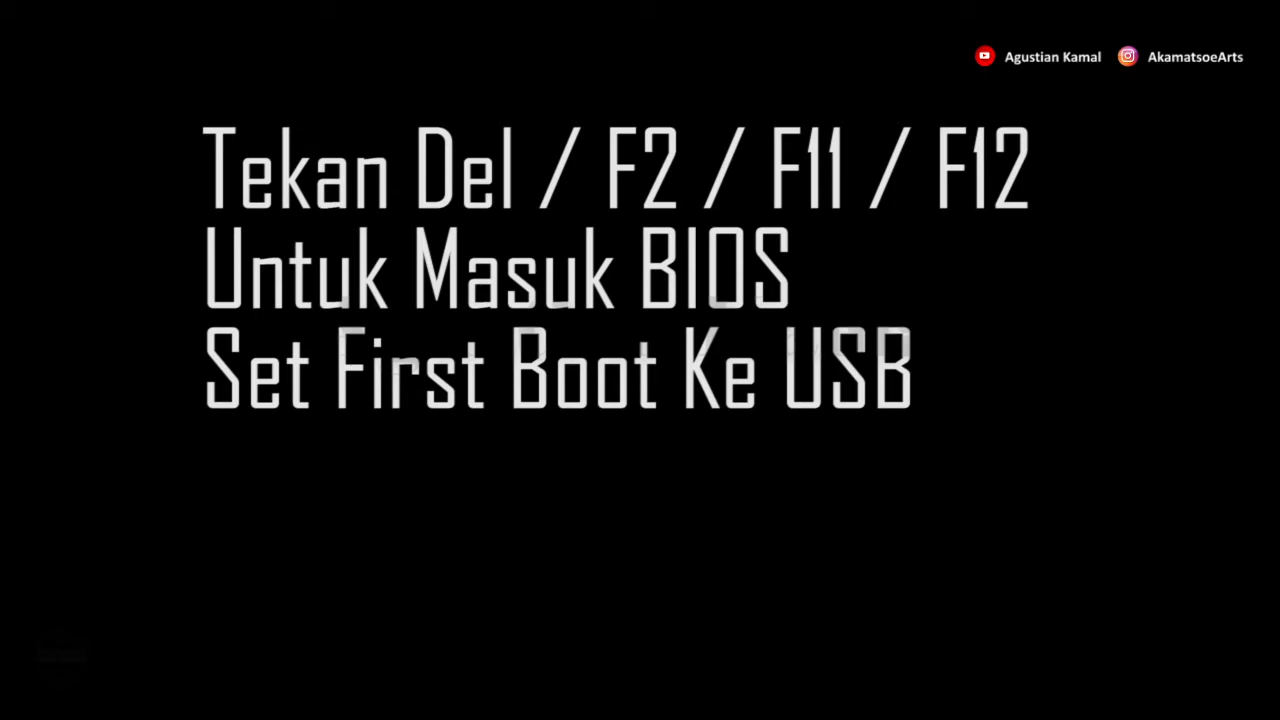 Agustian Kamal AkamatsoeArts
Tekan Del / F2 / F11 / F12
Untuk Masuk BIOS
Set First Boot Ke USB